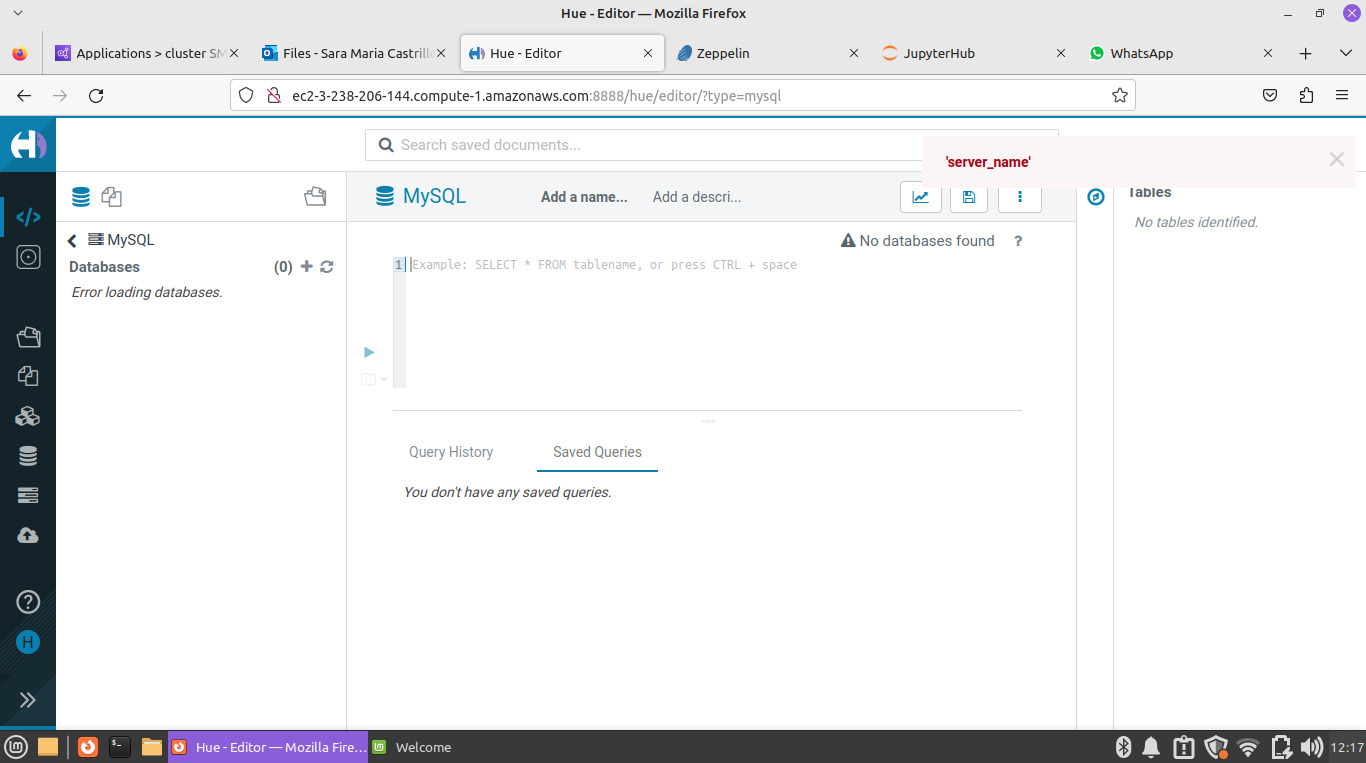 Hue - Editor — Mozilla Firefox
Applications > cluster SM
Files - Sara Maria Castrillo
Hue - Editor
Zeppelin
JupyterHub
WhatsApp
ec2-3-238-206-144.compute-1.amazonaws.com:8888/hue/editor/?type=mysql
Search saved documents...
'server_name'
MySQL
Add a name...
Add a descri...
Tables
No tables identified.
MySQL
Databases
(0)
Error loading databases.
No databases found
?
1
Example: SELECT * FROM tablename, or press CTRL + space
Query History
Saved Queries
You don't have any saved queries.
?
H
Hue - Editor — Mozilla Fire...
Welcome
12:17